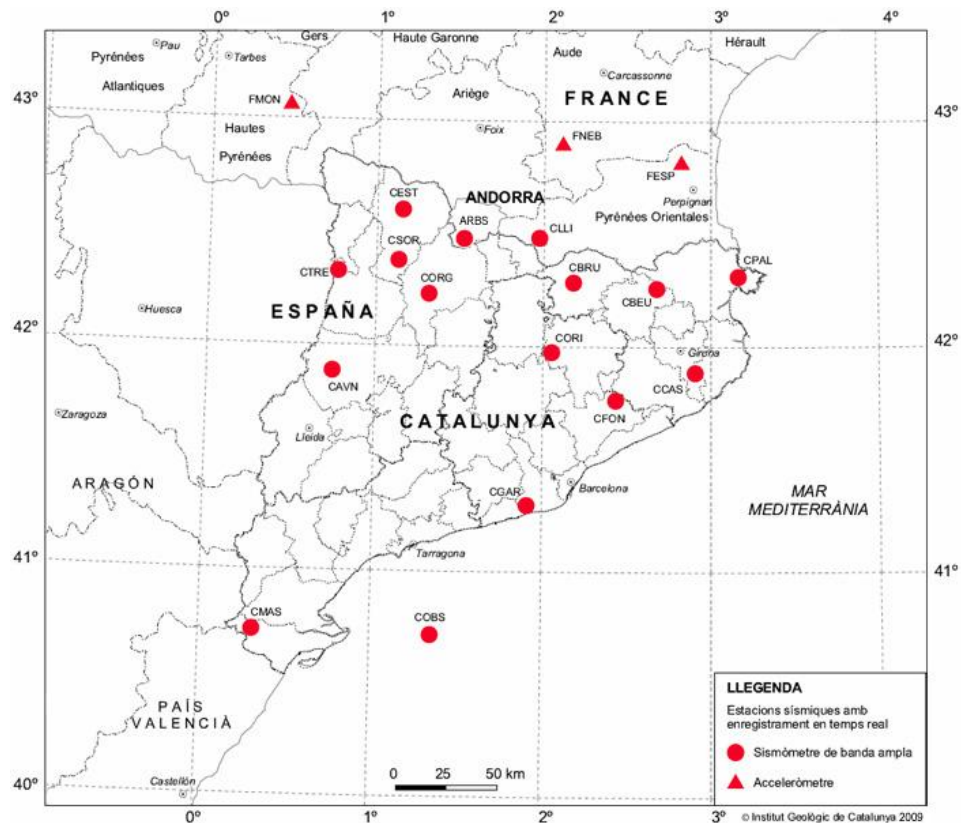 0º 1º 2º 3º 4º
Gers
Haute Garonne
Hérault
Pau
Aude
Pyrénées
Tarbes
Carcassonne
Atlantiques
Ariège
FRANCE
43º
43º
FMON
Hautes
Foix
FNEB
Pyrénées
FESP
ANDORRA
Perpignan
CEST
Pyrénées Orientales
ARBS
CLLI
CSOR
CPAL
CTRE
CORG
CBRU
CBEU
Huesca
ESPAÑA
42º
42º
CORI
Girona
CAVN
CCAS
Zaragoza
CATALUNYA
CFON
Lleida
ARAGÓN
CGAR
Barcelona
MAR
MEDITERRÀNIA
41º
Tarragona
41º
CMAS
COBS
PAÍS
VALENCIÀ
LLEGENDA
Estacions sísmiques amb
enregistrament en temps real
Sismòmetre de banda ampla
Acceleròmetre
40º
Castellón
0 25 50 km
© Institut Geològic de Catalunya 2009
0º 1º 2º 3º